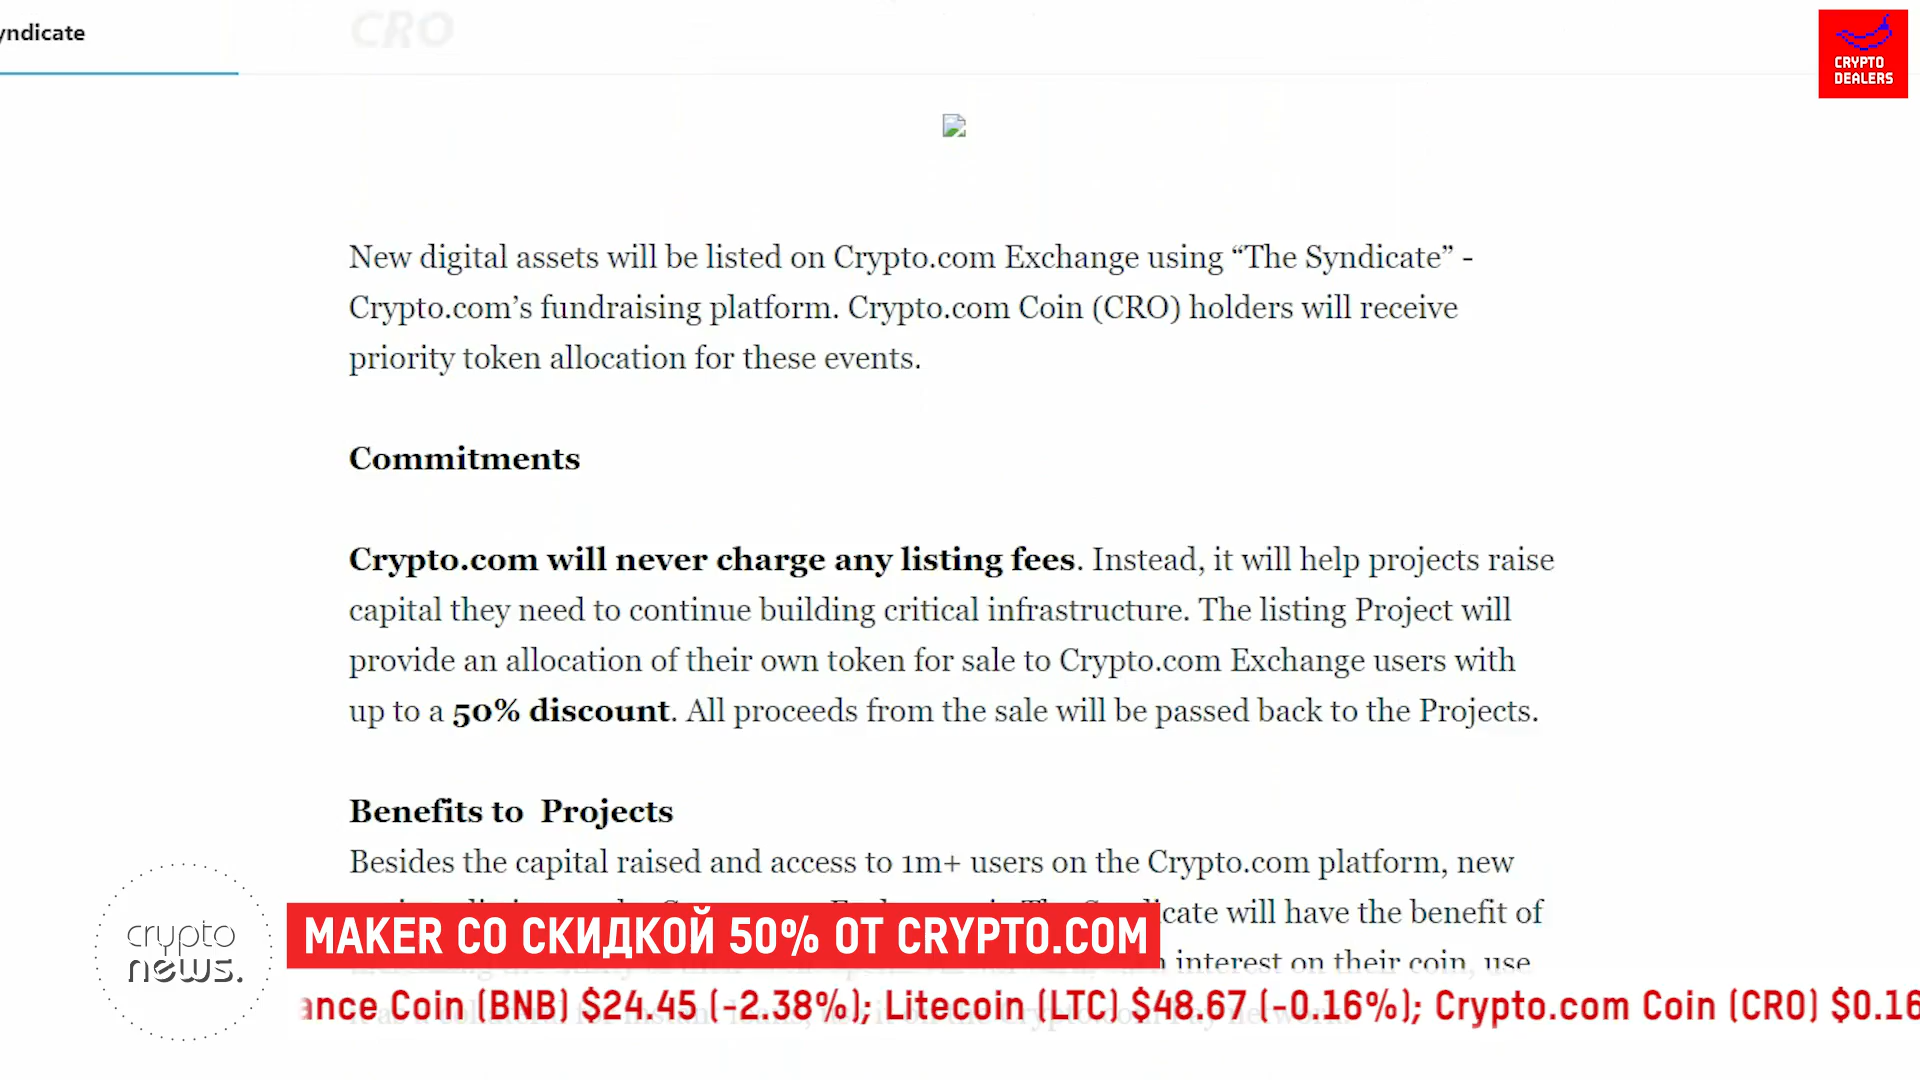 yndicate
CRO
CRYPTO
DEALERS
New digital assets will be listed on Crypto.com Exchange using “The Syndicate” -
Crypto.com’s fundraising platform. Crypto.com Coin (CRO) holders will receive
priority token allocation for these events.
Commitments
Crypto.com will never charge any listing fees. Instead, it will help projects raise
capital they need to continue building critical infrastructure. The listing Project will
provide an allocation of their own token for sale to Crypto.com Exchange users with
up to a 50% discount. All proceeds from the sale will be passed back to the Projects.
Benefits to Projects
Besides the capital raised and access to 1m+ users on the Crypto.com platform, new
cate will have the benefit of
interest on their coin, use
crypto
news.
MAKER СО СКИДКОЙ 50% ОТ CRYPTO.COM
ance Coin (BNB) $24.45 (-2.38%); Litecoin (LTC) $48.67 (-0.16%); Crypto.com Coin (CRO) $0.16